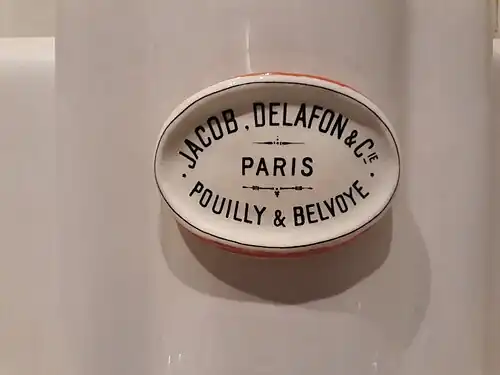 JACOB, DELAFON & CIE
PARIS
POUILLY & BELVOYE